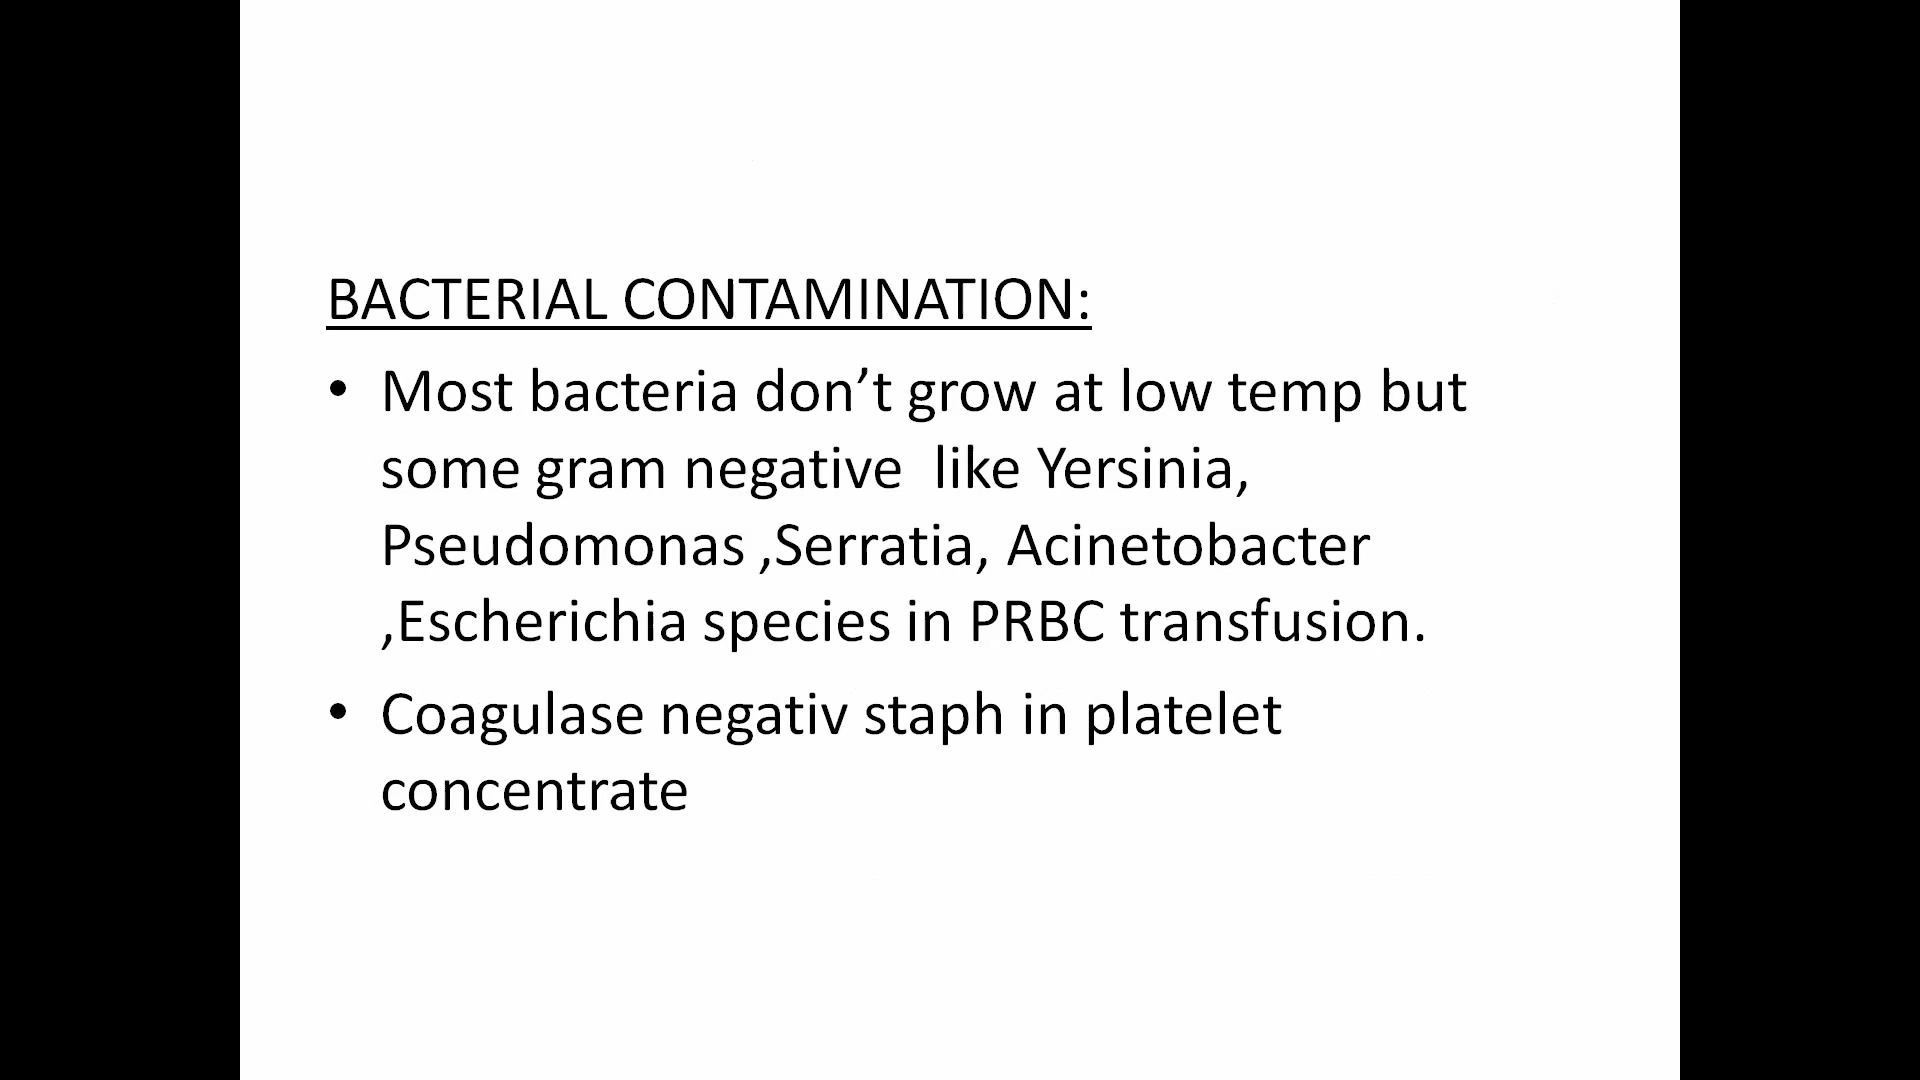 BACTERIAL CONTAMINATION:
• Most bacteria don’t grow at low temp but
some gram negative  like Yersinia,
Pseudomonas ,Serratia, Acinetobacter
,Escherichia species in PRBC transfusion.
• Coagulase negativ staph in platelet
concentrate